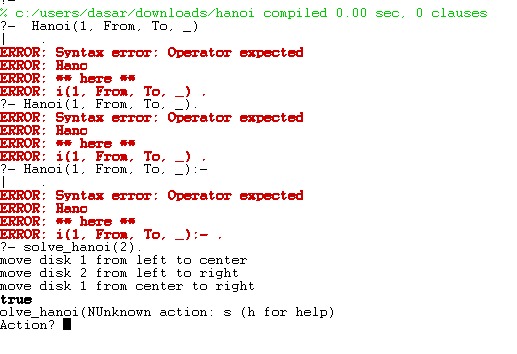 % c:/users/dasar/downloads/hanoi compiled 0.00 sec, 0 clauses
?-  Hanoi(1, From, To, _)
|    .
ERROR: Syntax error: Operator expected
ERROR: Hano
ERROR: ** here **
ERROR: i(1, From, To, _) .
?- Hanoi(1, From, To, _).
ERROR: Syntax error: Operator expected
ERROR: Hano
ERROR: ** here **
ERROR: i(1, From, To, _) .
?- Hanoi(1, From, To, _):-
|    .
ERROR: Syntax error: Operator expected
ERROR: Hano
ERROR: ** here **
ERROR: i(1, From, To, _):- .
?- solve_hanoi(2).
move disk 1 from left to center
move disk 2 from left to right
move disk 1 from center to right
true
olve_hanoi(NUnknown action: s (h for help)
Action?